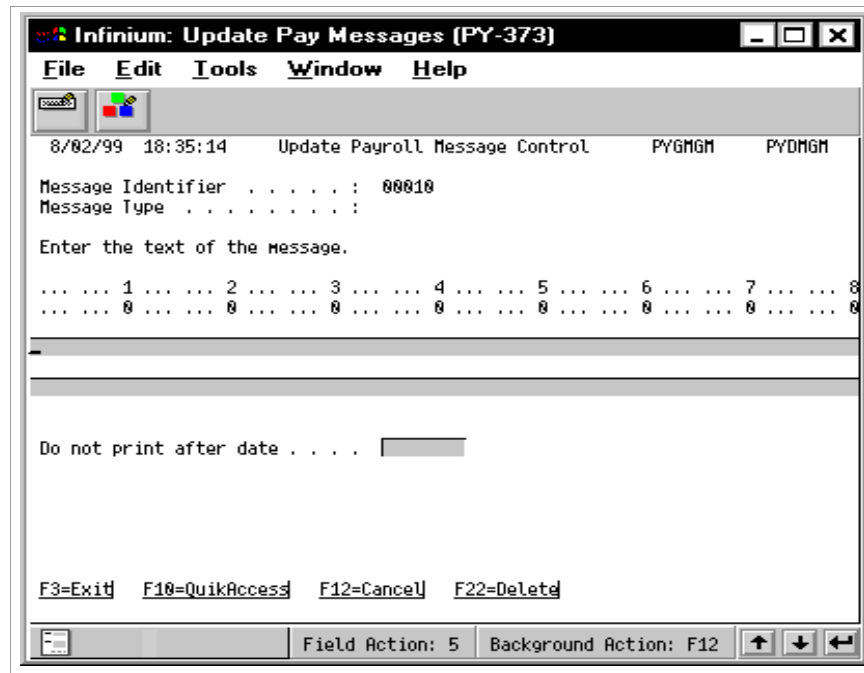 Infinium: Update Pay Messages (PY-373)
File Edit Tools Window Help
8/02/99 18:35:14 Update Payroll Message Control PYGMGM PYDMGM
Message Identifier . . . . . : 00010
Message Type . . . . . . . . :
Enter the text of the message.
... ... 1 ... ... 2 ... ... 3 ... ... 4 ... ... 5 ... ... 6 ... ... 7 ... ... 8
... ... 0 ... ... 0 ... ... 0 ... ... 0 ... ... 0 ... ... 0 ... ... 0 ... ... 0
Do not print after date . . . .
F3=Exit F10=QuikAccess F12=Cancel F22=Delete
Field Action: 5 Background Action: F12